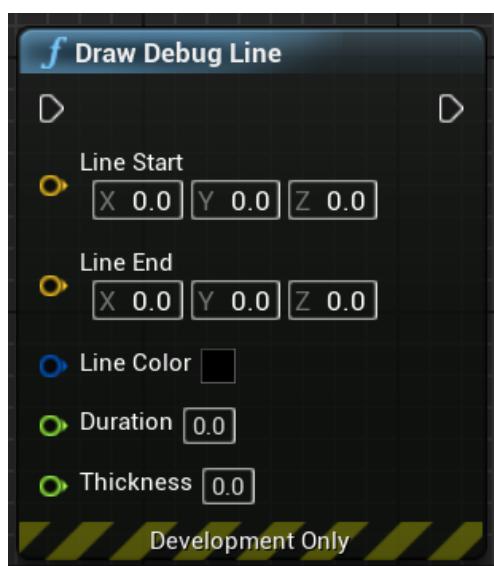 f Draw Debug Line
Line Start
X 0.0 Y 0.0 Z 0.0
Line End
X 0.0 Y 0.0 Z 0.0
Line Color
Duration 0.0
Thickness 0.0
Development Only